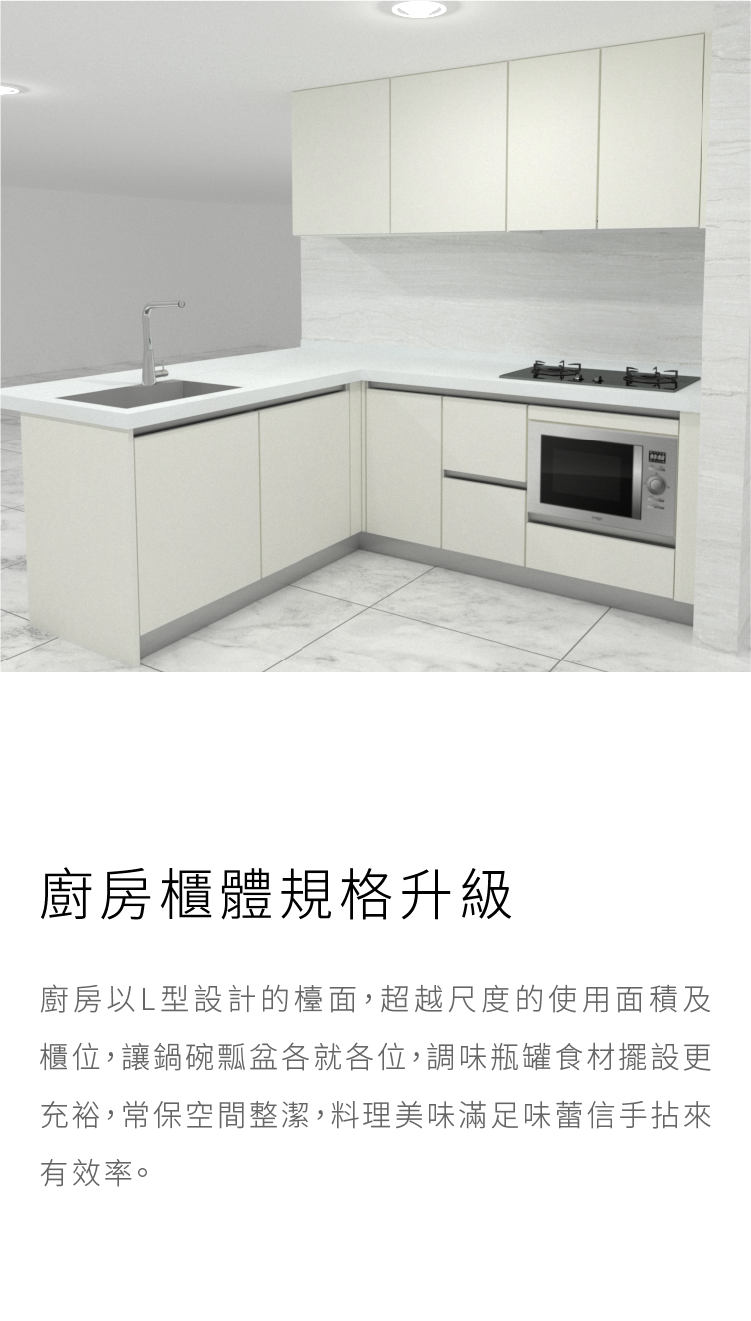 廚房櫃體規格升級
廚房以L型設計的檯面，超越尺度的使用面積及
櫃位，讓鍋碗瓢盆各就各位，調味瓶罐食材擺設更
充裕，常保空間整潔，料理美味滿足味蕾信手拈來
有效率。